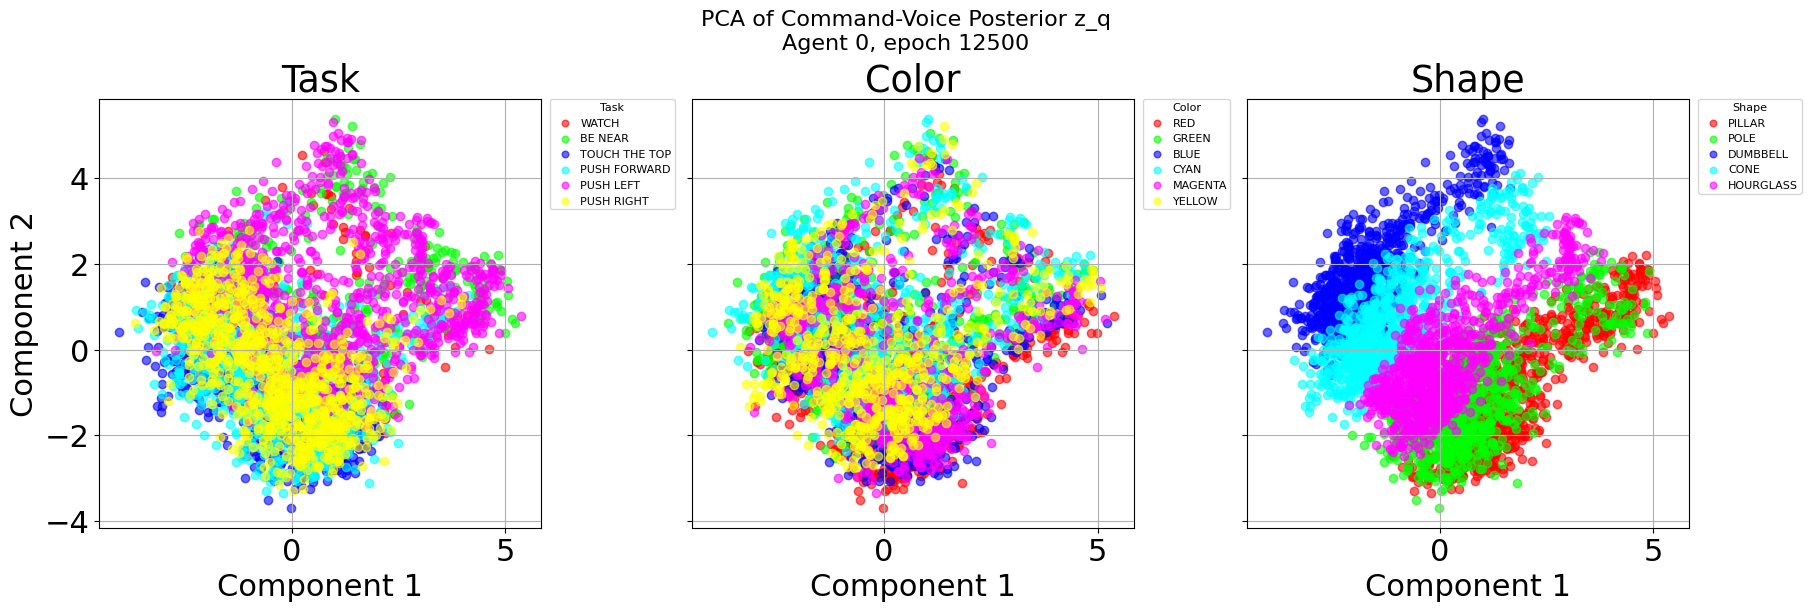 PCA of Command-Voice Posterior z_q
Agent 0, epoch 12500
Task
Color
Shape
Component 2
4
2
0
−2
−4
0
5
Component 1
Task
WATCH
BE NEAR
TOUCH THE TOP
PUSH FORWARD
PUSH LEFT
PUSH RIGHT
0
5
Component 1
Color
RED
GREEN
BLUE
CYAN
MAGENTA
YELLOW
0
5
Component 1
Shape
PILLAR
POLE
DUMBBELL
CONE
HOURGLASS